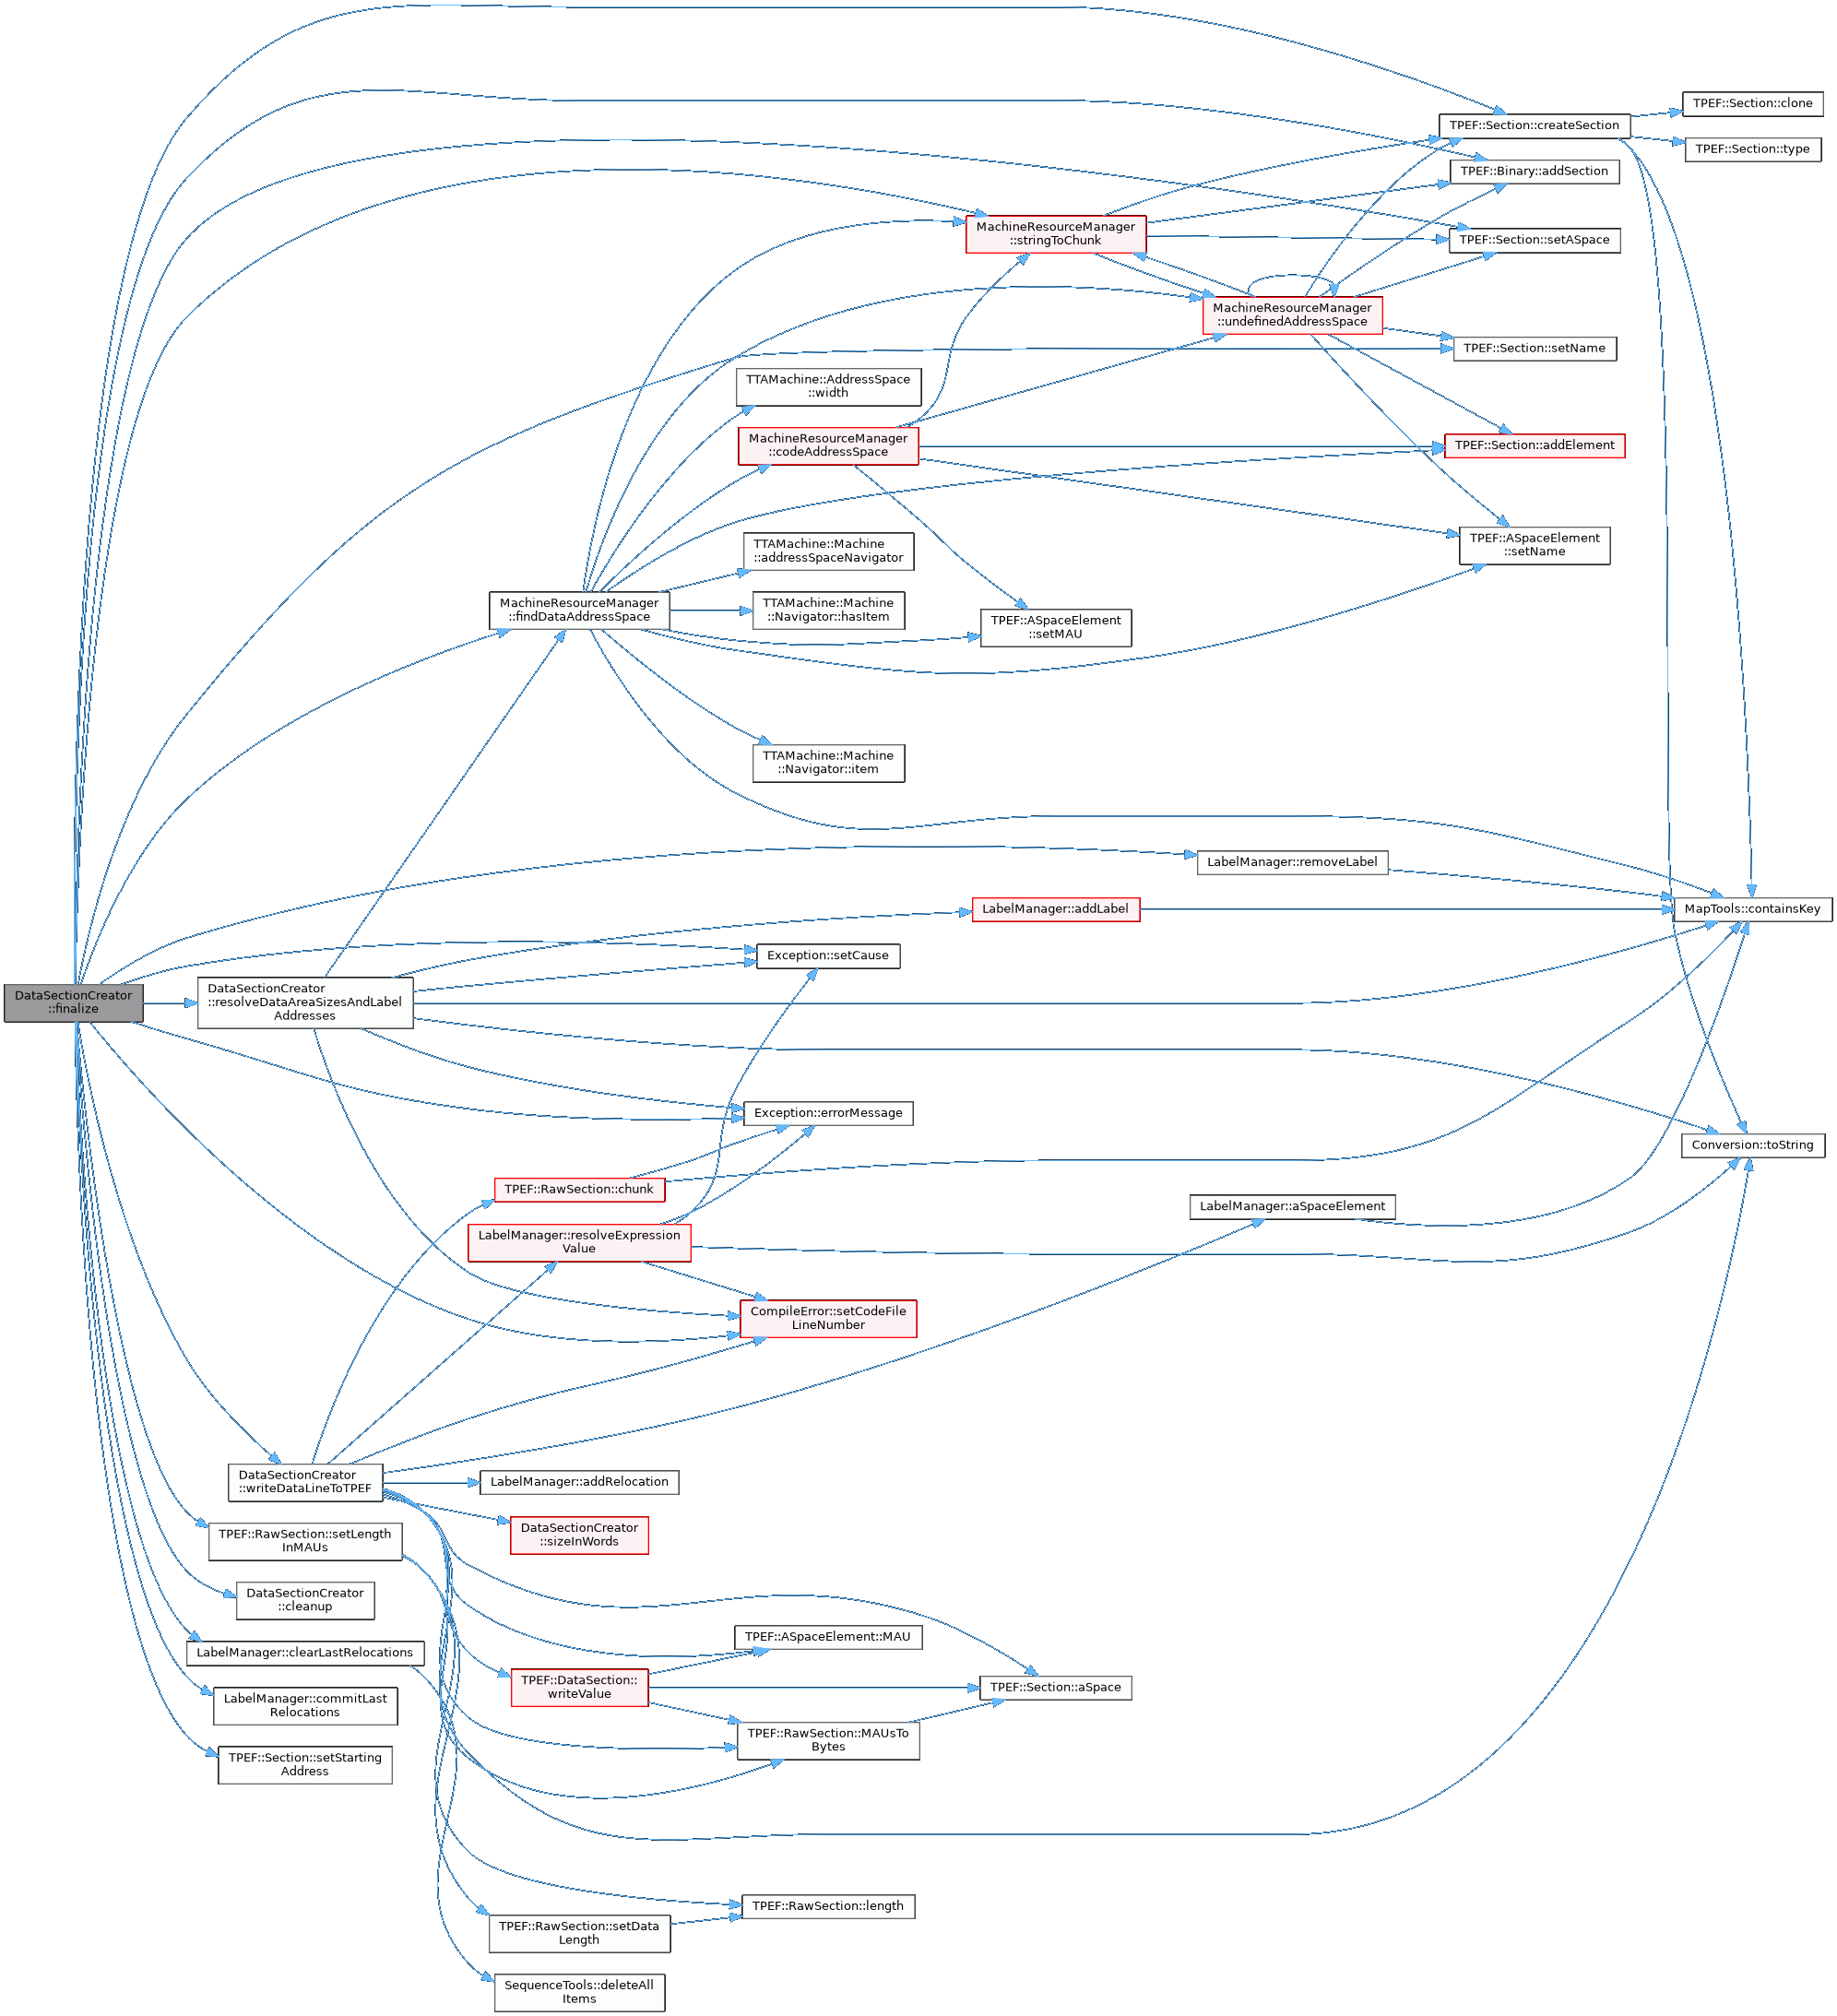 TPEF::Section::clone
TPEF::Section::createSection
TPEF::Section::type
TPEF::Binary::addSection
MachineResourceManager
::stringToChunk
TPEF::Section::setASpace
MachineResourceManager
::undefinedAddressSpace
TPEF::Section::setName
TTAMachine::AddressSpace
::width
MachineResourceManager
::codeAddressSpace
TPEF::Section::addElement
TTAMachine::Machine
::addressSpaceNavigator
TPEF::ASpaceElement
::setName
MachineResourceManager
::findDataAddressSpace
TTAMachine::Machine
::Navigator::hasItem
TPEF::ASpaceElement
::setMAU
TTAMachine::Machine
::Navigator::item
LabelManager::removeLabel
LabelManager::addLabel
MapTools::containsKey
Exception::setCause
DataSectionCreator
::finalize
DataSectionCreator
::resolveDataAreaSizesAndLabel
Addresses
Exception::errorMessage
Conversion::toString
TPEF::RawSection::chunk
LabelManager::aSpaceElement
LabelManager::resolveExpression
Value
CompileError::setCodeFile
LineNumber
DataSectionCreator
::writeDataLineToTPEF
LabelManager::addRelocation
DataSectionCreator
::sizeInWords
TPEF::RawSection::setLength
InMAUs
DataSectionCreator
::cleanup
TPEF::ASpaceElement::MAU
LabelManager::clearLastRelocations
TPEF::DataSection::
writeValue
TPEF::Section::aSpace
LabelManager::commitLast
Relocations
TPEF::RawSection::MAUsTo
Bytes
TPEF::Section::setStarting
Address
TPEF::RawSection::length
TPEF::RawSection::setData
Length
SequenceTools::deleteAll
Items